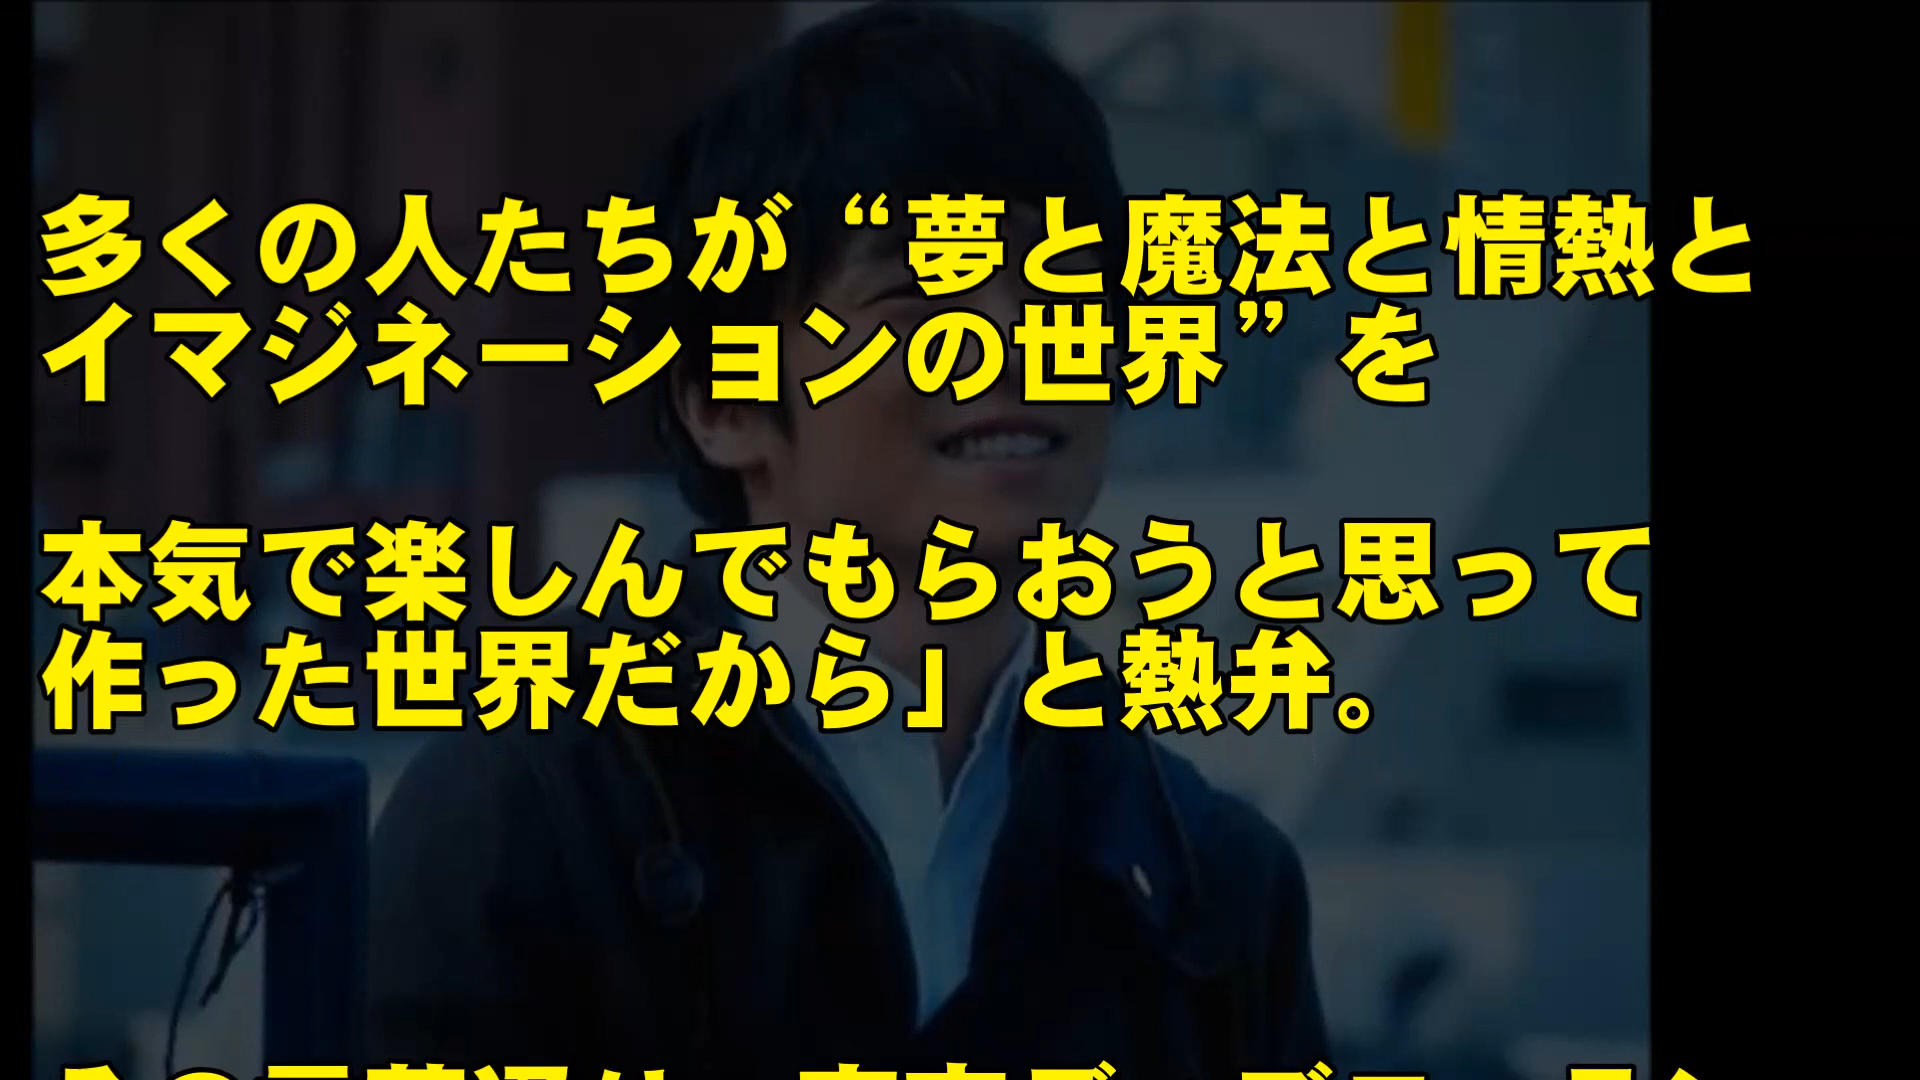 多くの人たちが“夢と魔法と情熱と
イマジネーションの世界”を
本気で楽しんでもらおうと思って
作った世界だから」と熱弁。